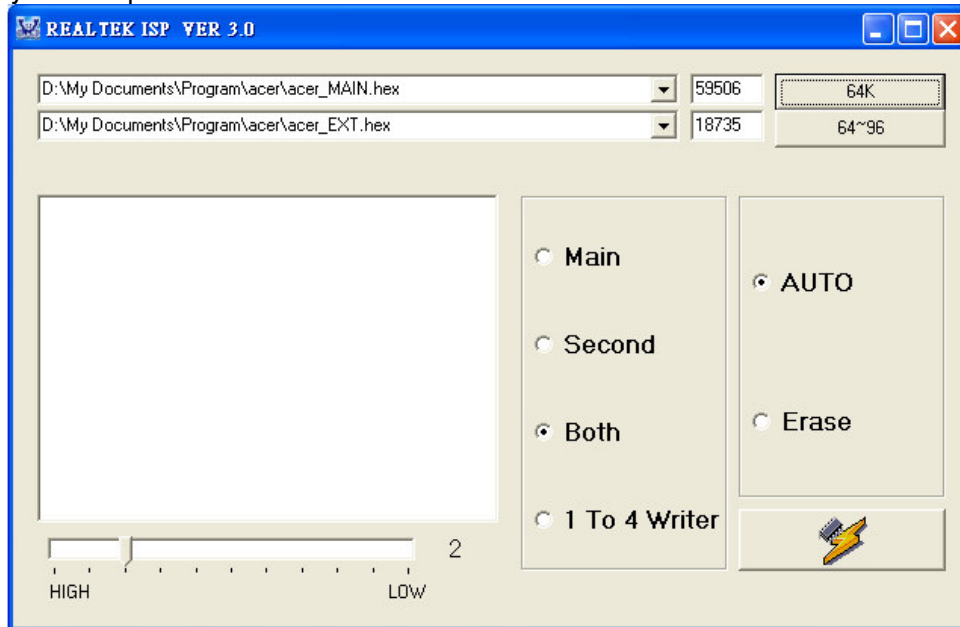 REALTEK ISP VER 3.0
D:\My Documents\Program\acer\acer_MAIN.hex 59506 64K
D:\My Documents\Program\acer\acer_EXT.hex 18735 64~96
Main
AUTO
Second
Both
Erase
1 To 4 Writer
2
HIGH LOW